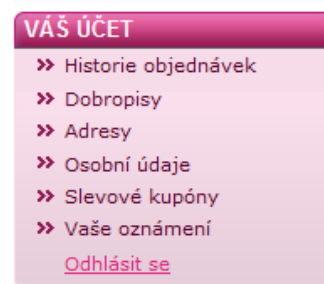 VÁŠ ÚČET
Historie objednávek
Dobropisy
Adresy
Osobní údaje
Slevové kupóny
Vaše oznámení
Odhlásit se